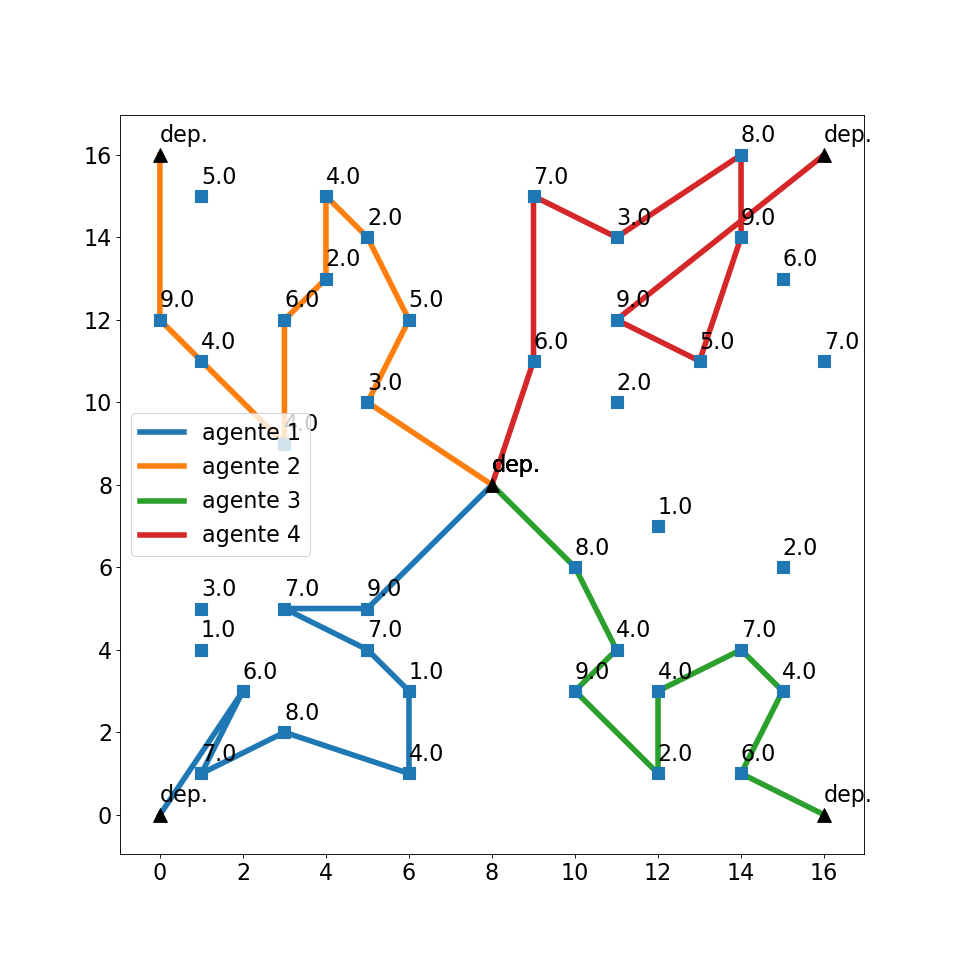 8.0
dep. dep.
16
5.0 4.0 7.0
2.0 3.0 9.0
14
2.0 6.0
9.0 6.0 5.0 9.0
12
4.0 6.0 5.0 7.0
3.0 2.0
10
4.0
agente 1
agente 2
dep.
8
agente 3
agente 4
1.0
8.0 2.0
6
3.0 7.0 9.0
1.0 7.0 4.0 7.0
4
6.0 1.0 9.0 4.0 4.0
8.0
2
7.0 4.0 2.0 6.0
dep. dep.
0
0 2 4 6 8 10 12 14 16